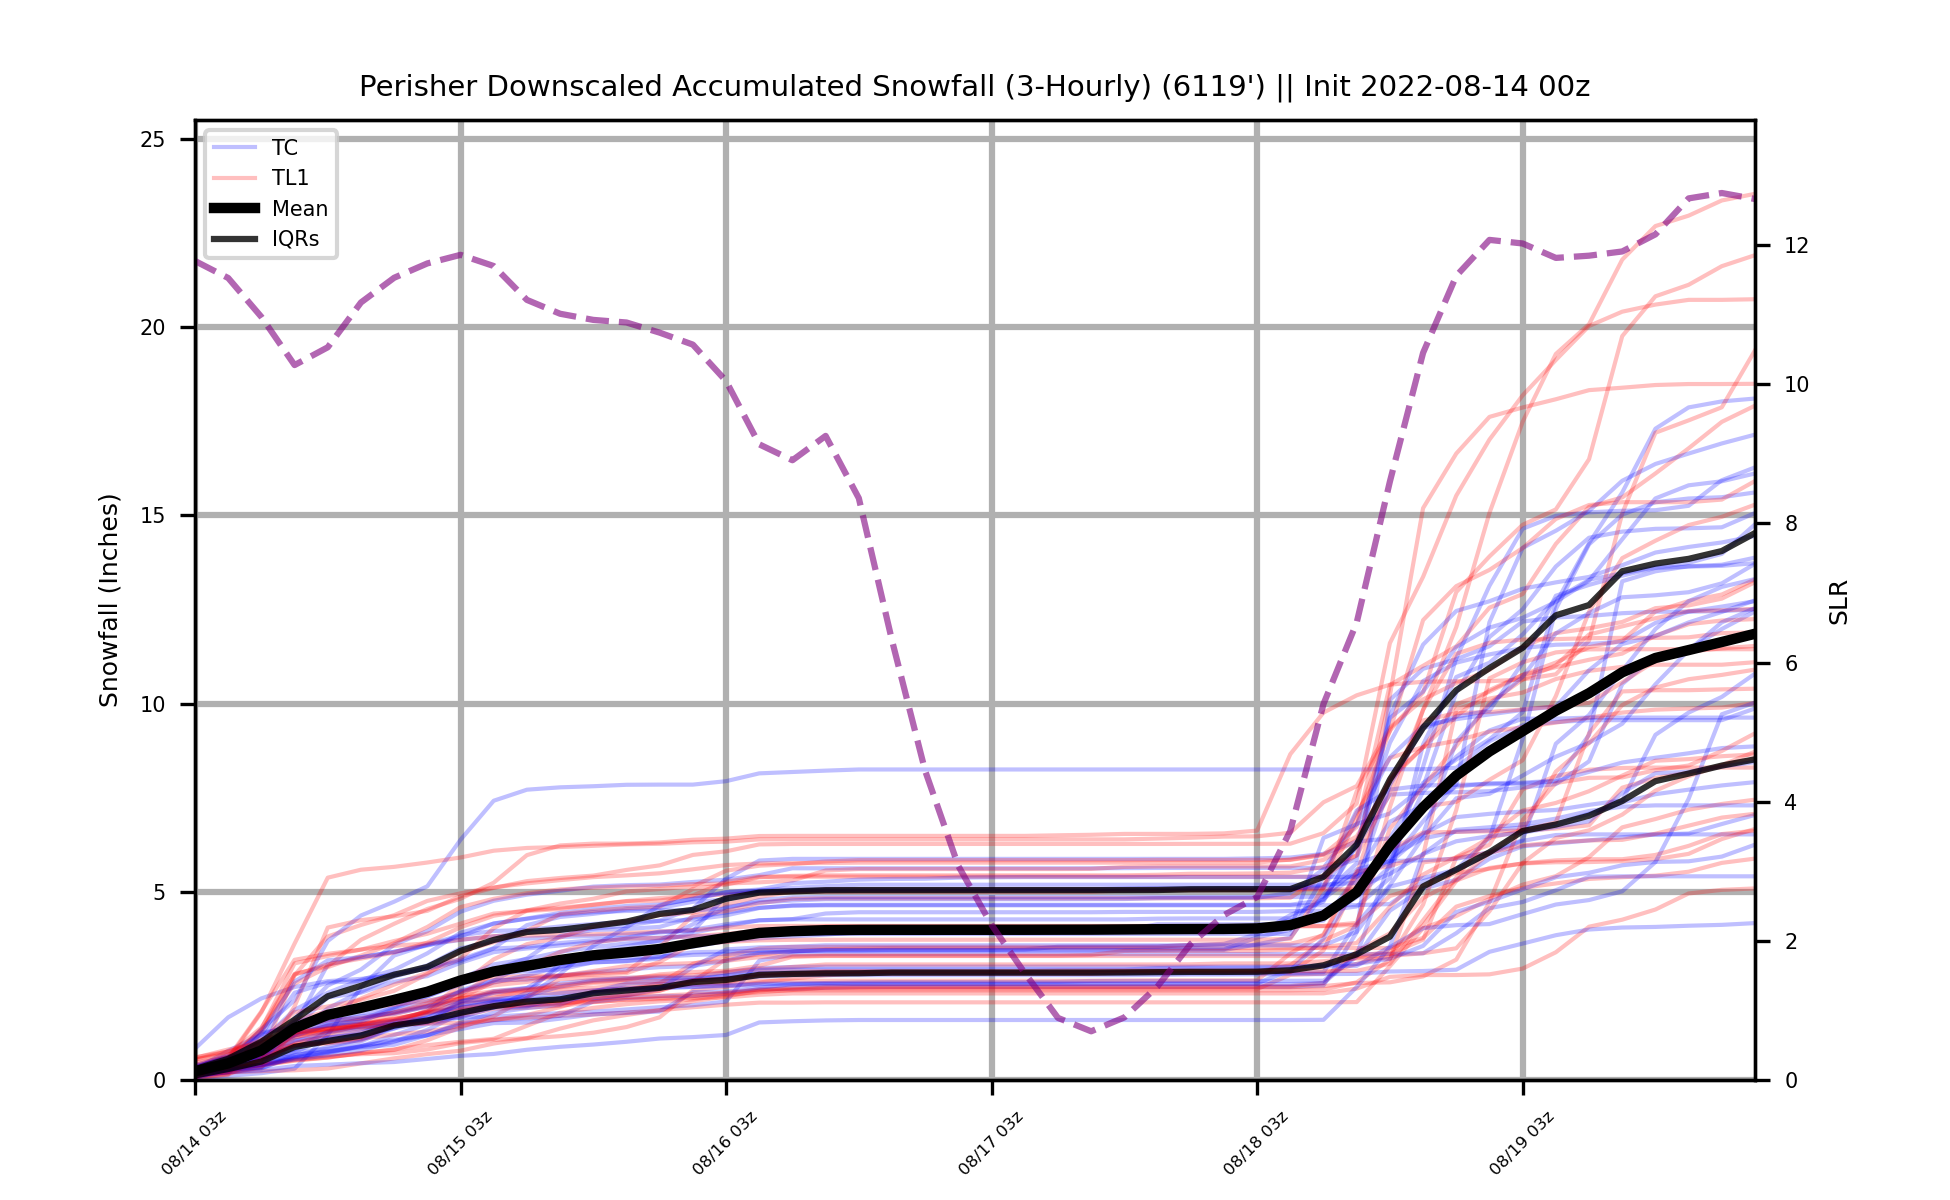 Perisher Downscaled Accumulated Snowfall (3-Hourly) (6119') || Init 2022-08-14 00z
TC
TL1
Mean
IQRs
Snowfall (Inches)
25
20
15
10
5
0
SLR
12
10
8
6
4
2
0
08/14 03z
08/15 03z
08/16 03z
08/17 03z
08/18 03z
08/19 03z